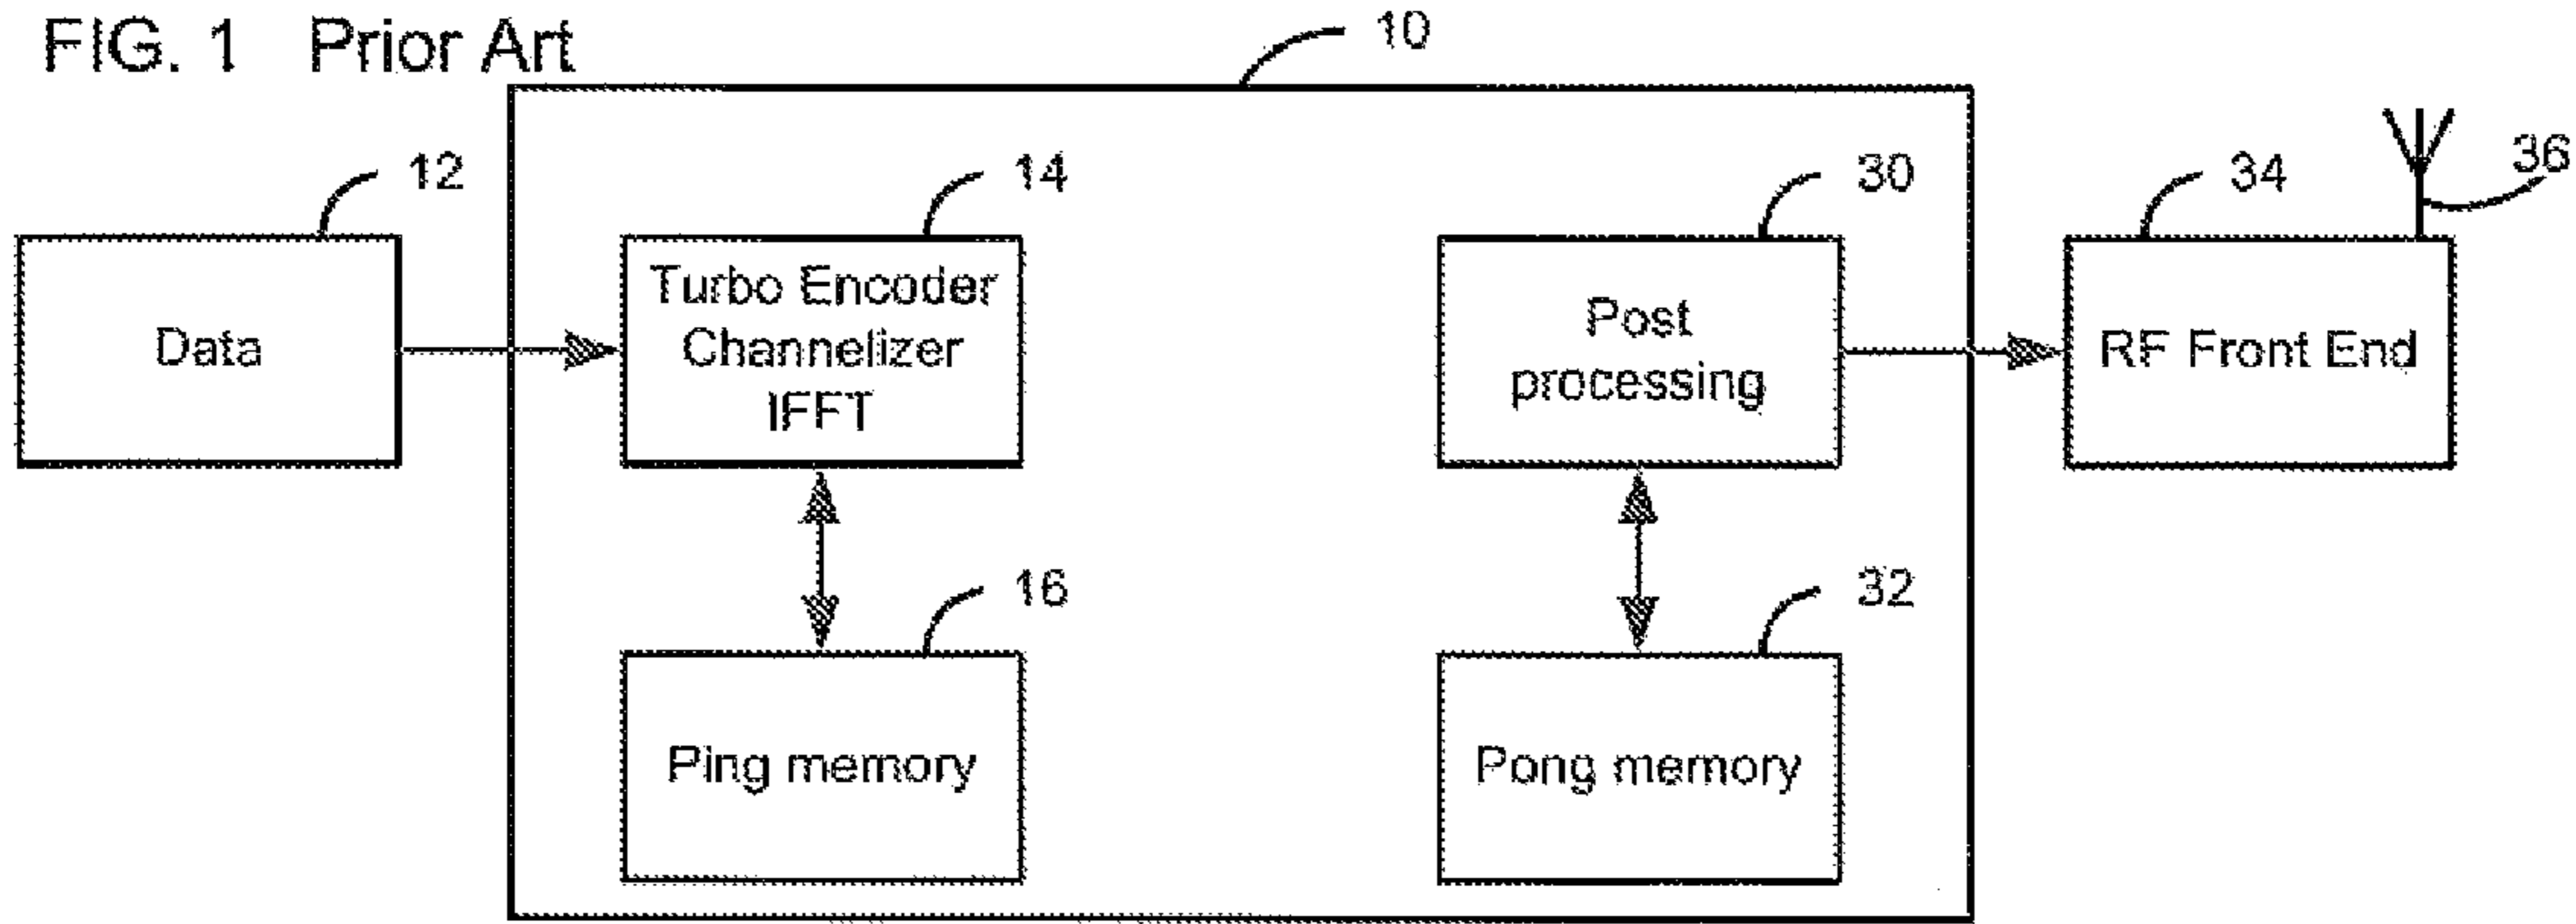 FIG. 1 Prior Art
10
12
14
30
34
36
Data
Turbo Encoder
Channelizer
IFFT
Post
processing
RF Front End
16
32
Ping memory
Pong memory